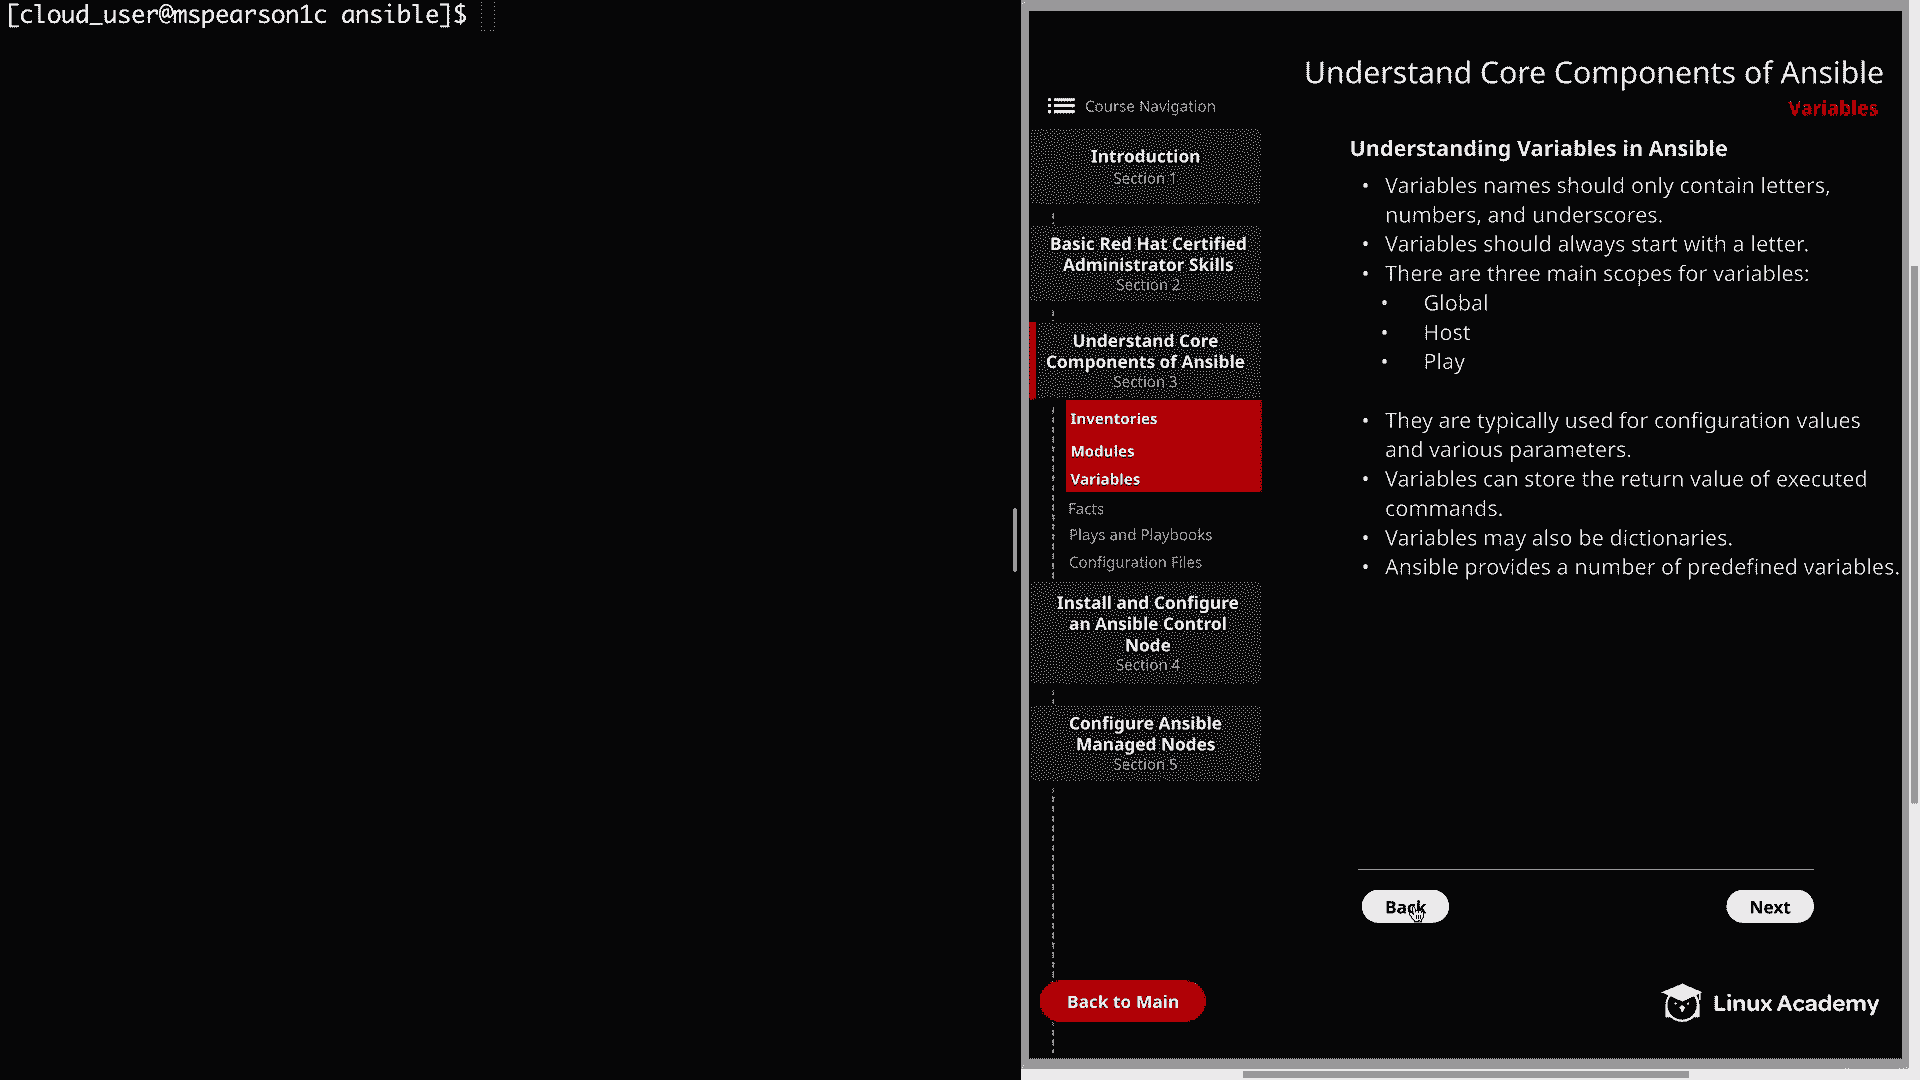 [cloud_user@mspearson1c ansible]$
Understand Core Components of Ansible
Variables
Course Navigation
Introduction
Section 1
Basic Red Hat Certified
Administrator Skills
Section 2
Understand Core
Components of Ansible
Section 3
Inventories
Modules
Variables
Facts
Plays and Playbooks
Configuration Files
Install and Configure
an Ansible Control
Node
Section 4
Configure Ansible
Managed Nodes
Section 5
Back to Main
Understanding Variables in Ansible
• Variables names should only contain letters,
numbers, and underscores.
• Variables should always start with a letter.
• There are three main scopes for variables:
• Global
• Host
• Play
• They are typically used for configuration values
and various parameters.
• Variables can store the return value of executed
commands.
• Variables may also be dictionaries.
• Ansible provides a number of predefined variables.
Back
Next
Linux Academy